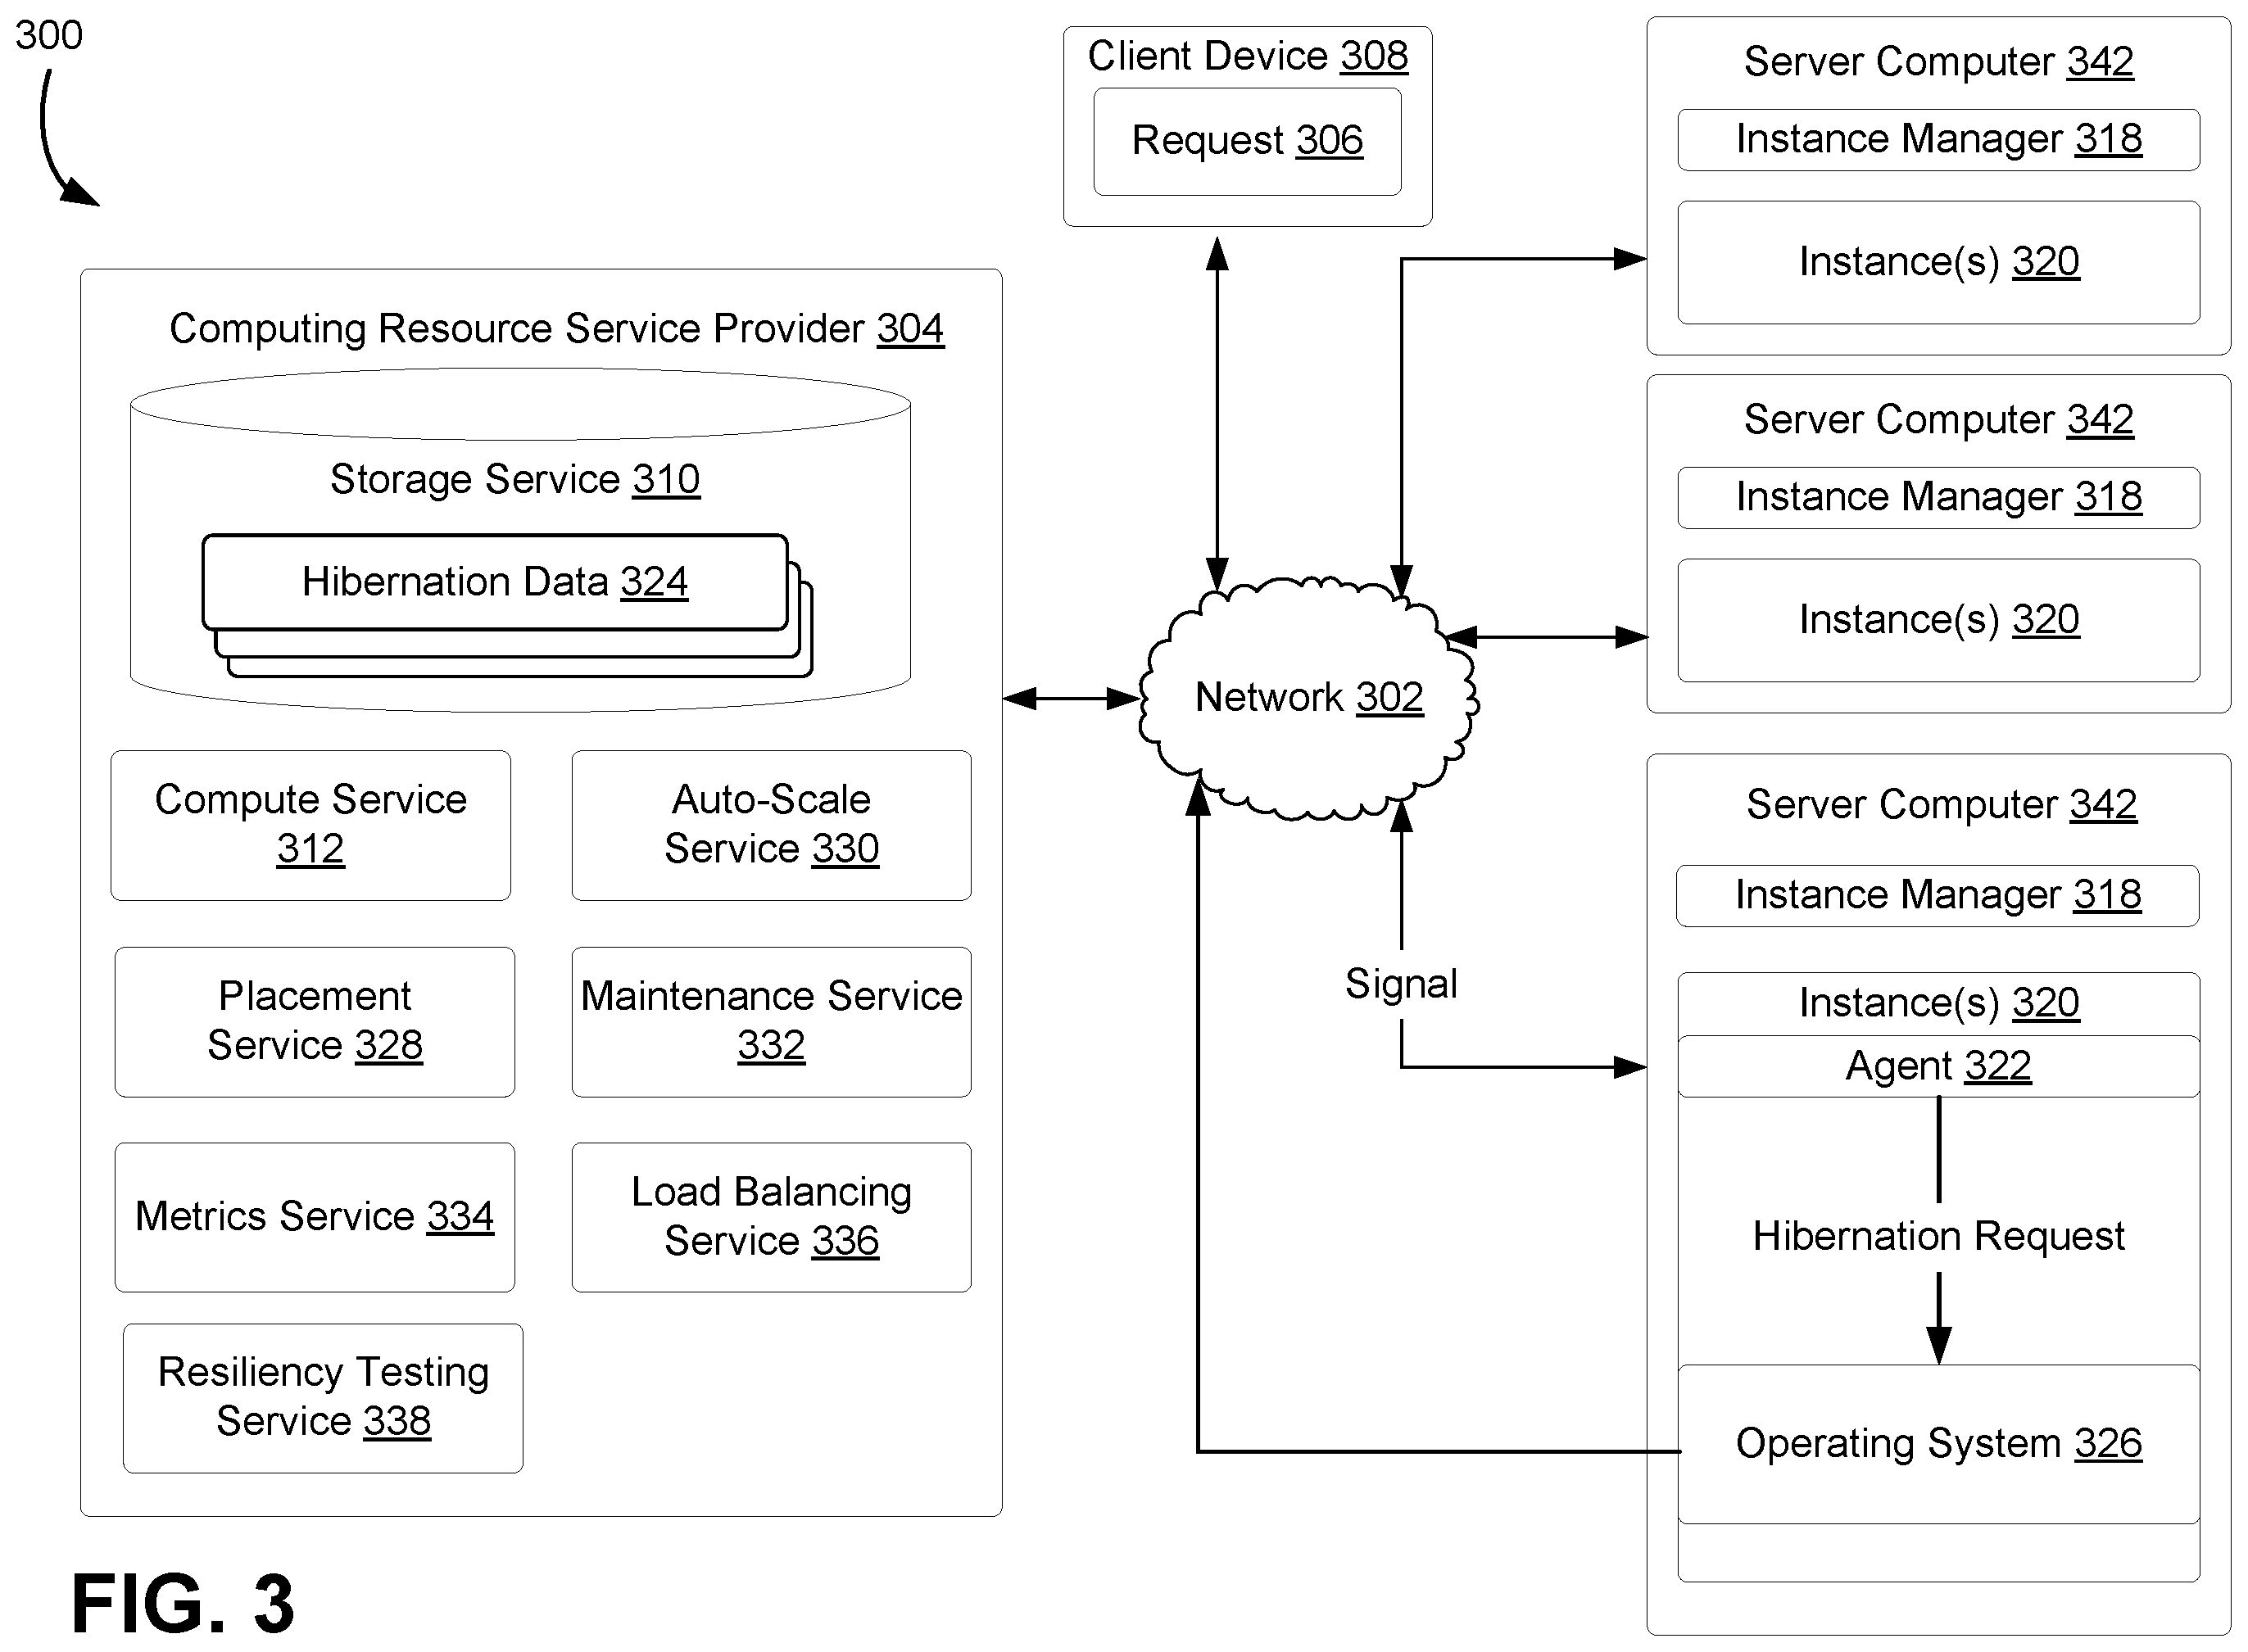 300
Client Device 308
Request 306
Server Computer 342
Instance Manager 318
Instance(s) 320
Computing Resource Service Provider 304
Storage Service 310
Hibernation Data 324
Server Computer 342
Instance Manager 318
Instance(s) 320
Network 302
Compute Service
312
Auto-Scale
Service 330
Placement
Service 328
Maintenance Service
332
Metrics Service 334
Load Balancing
Service 336
Resiliency Testing
Service 338
Signal
Server Computer 342
Instance Manager 318
Instance(s) 320
Agent 322
Hibernation Request
Operating System 326
FIG. 3